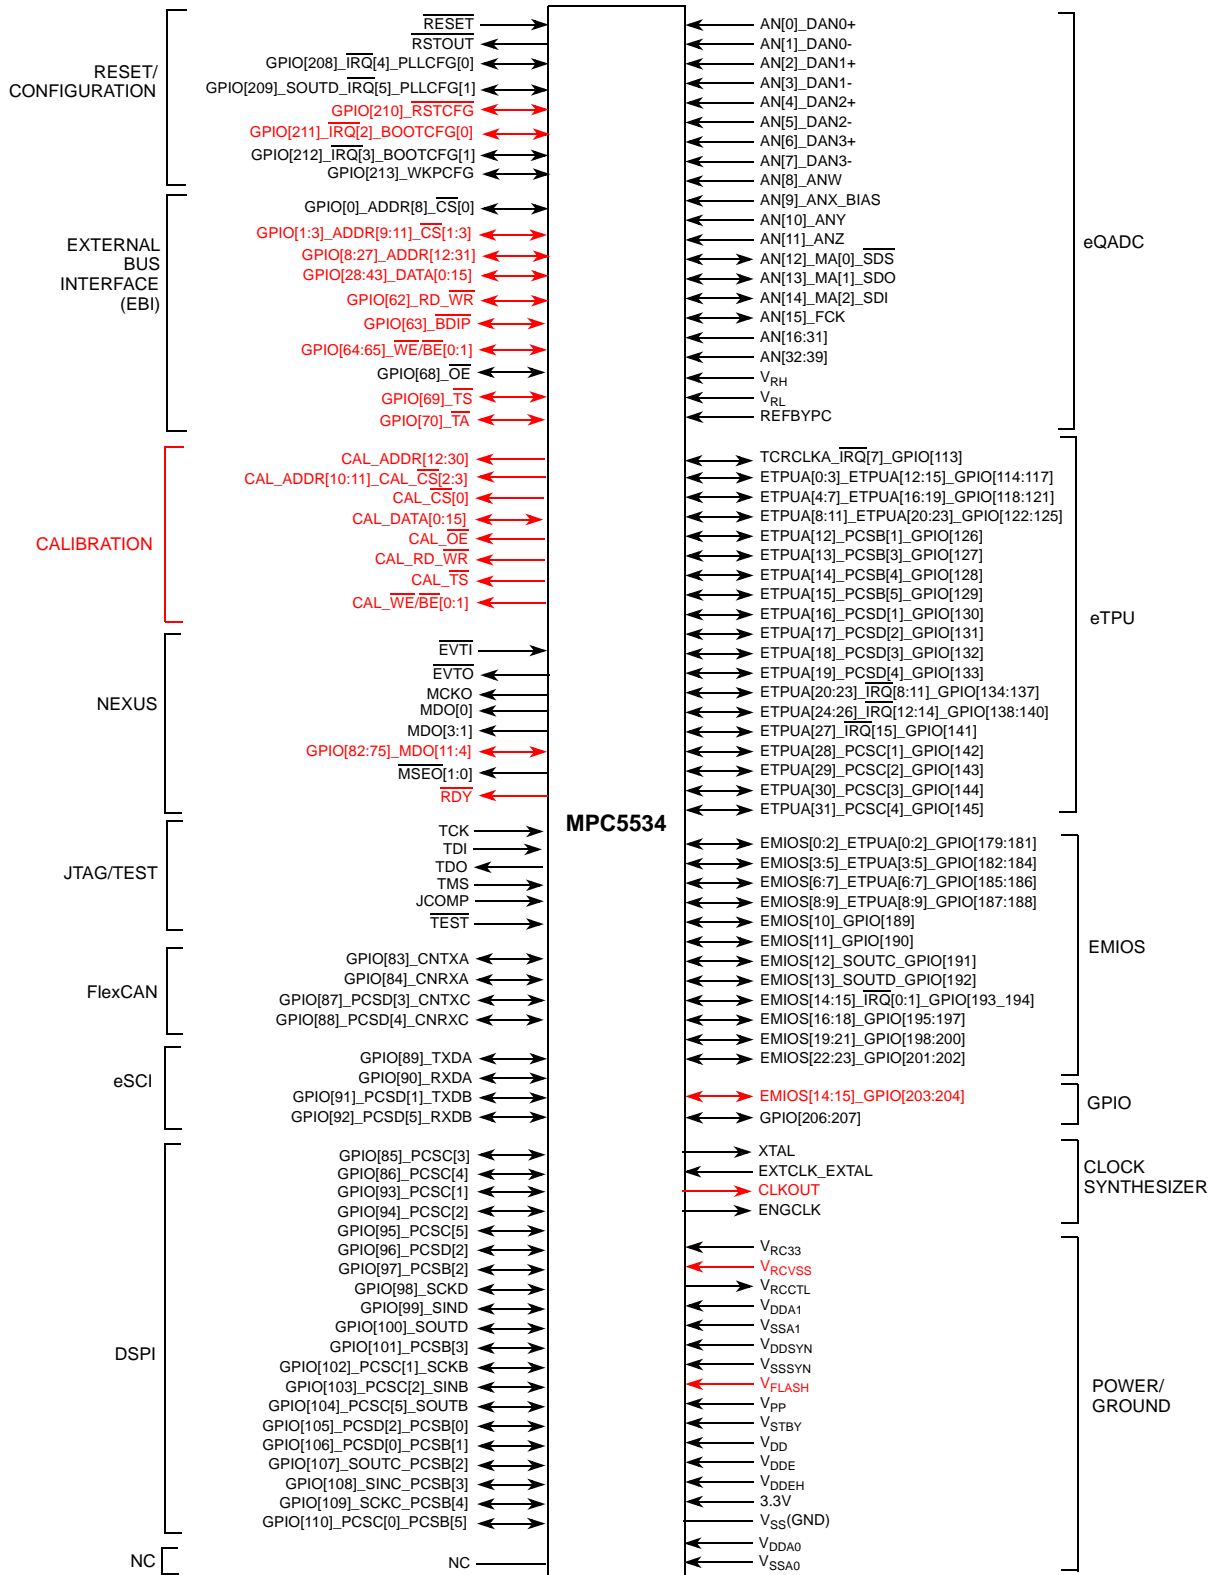 RESET/
CONFIGURATION
RESET
RSTOUT
GPIO[208]_IRQ[4]_PLLCFG[0]
GPIO[209]_SOUTD_IRQ[5]_PLLCFG[1]
GPIO[210]_RSTCFG
GPIO[211]_IRQ[2]_BOOTCFG[0]
GPIO[212]_IRQ[3]_BOOTCFG[1]
GPIO[213]_WKPCFG
EXTERNAL
BUS
INTERFACE
(EBI)
GPIO[0]_ADDR[8]_CS[0]
GPIO[1:3]_ADDR[9:11]_CS[1:3]
GPIO[8:27]_ADDR[12:31]
GPIO[28:43]_DATA[0:15]
GPIO[62]_RD_WR
GPIO[63]_BDIP
GPIO[64:65]_WE/BE[0:1]
GPIO[68]_OE
GPIO[69]_TS
GPIO[70]_TA
CALIBRATION
CAL_ADDR[12:30]
CAL_ADDR[10:11]_CAL_CS[2:3]
CAL_CS[0]
CAL_DATA[0:15]
CAL_OE
CAL_RD_WR
CAL_TS
CAL_WE/BE[0:1]
NEXUS
EVTI
EVTO
MCKO
MDO[0]
MDO[3:1]
GPIO[82:75]_MDO[11:4]
MSEO[1:0]
RDY
JTAG/TEST
TCK
TDI
TDO
TMS
JCOMP
TEST
FlexCAN
GPIO[83]_CNTXA
GPIO[84]_CNRXA
GPIO[87]_PCSD[3]_CNTXC
GPIO[88]_PCSD[4]_CNRXC
eSCI
GPIO[89]_TXDA
GPIO[90]_RXDA
GPIO[91]_PCSD[1]_TXDB
GPIO[92]_PCSD[5]_RXDB
DSPI
GPIO[85]_PCSC[3]
GPIO[86]_PCSC[4]
GPIO[93]_PCSC[1]
GPIO[94]_PCSC[2]
GPIO[95]_PCSC[5]
GPIO[96]_PCSD[2]
GPIO[97]_PCSB[2]
GPIO[98]_SCKD
GPIO[99]_SIND
GPIO[100]_SOUTD
GPIO[101]_PCSB[3]
GPIO[102]_PCSC[1]_SCKB
GPIO[103]_PCSC[2]_SINB
GPIO[104]_PCSC[5]_SOUTB
GPIO[105]_PCSD[2]_PCSB[0]
GPIO[106]_PCSD[0]_PCSB[1]
GPIO[107]_SOUTC_PCSB[2]
GPIO[108]_SINC_PCSB[3]
GPIO[109]_SCKC_PCSB[4]
GPIO[110]_PCSC[0]_PCSB[5]
NC
NC
MPC5534
AN[0]_DAN0+
AN[1]_DAN0-
AN[2]_DAN1+
AN[3]_DAN1-
AN[4]_DAN2+
AN[5]_DAN2-
AN[6]_DAN3+
AN[7]_DAN3-
AN[8]_ANW
AN[9]_ANX_BIAS
AN[10]_ANY
AN[11]_ANZ
AN[12]_MA[0]_SDS
AN[13]_MA[1]_SDO
AN[14]_MA[2]_SDI
AN[15]_FCK
AN[16:31]
AN[32:39]
VRH
VRL
REFBYPC
eQADC
TCRCLKA_IRQ[7]_GPIO[113]
ETPUA[0:3]_ETPUA[12:15]_GPIO[114:117]
ETPUA[4:7]_ETPUA[16:19]_GPIO[118:121]
ETPUA[8:11]_ETPUA[20:23]_GPIO[122:125]
ETPUA[12]_PCSB[1]_GPIO[126]
ETPUA[13]_PCSB[3]_GPIO[127]
ETPUA[14]_PCSB[4]_GPIO[128]
ETPUA[15]_PCSB[5]_GPIO[129]
ETPUA[16]_PCSD[1]_GPIO[130]
ETPUA[17]_PCSD[2]_GPIO[131]
ETPUA[18]_PCSD[3]_GPIO[132]
ETPUA[19]_PCSD[4]_GPIO[133]
ETPUA[20:23]_IRQ[8:11]_GPIO[134:137]
ETPUA[24:26]_IRQ[12:14]_GPIO[138:140]
ETPUA[27]_IRQ[15]_GPIO[141]
ETPUA[28]_PCSC[1]_GPIO[142]
ETPUA[29]_PCSC[2]_GPIO[143]
ETPUA[30]_PCSC[3]_GPIO[144]
ETPUA[31]_PCSC[4]_GPIO[145]
eTPU
EMIOS[0:2]_ETPUA[0:2]_GPIO[179:181]
EMIOS[3:5]_ETPUA[3:5]_GPIO[182:184]
EMIOS[6:7]_ETPUA[6:7]_GPIO[185:186]
EMIOS[8:9]_ETPUA[8:9]_GPIO[187:188]
EMIOS[10]_GPIO[189]
EMIOS[11]_GPIO[190]
EMIOS[12]_SOUTC_GPIO[191]
EMIOS[13]_SOUTD_GPIO[192]
EMIOS[14:15]_IRQ[0:1]_GPIO[193_194]
EMIOS[16:18]_GPIO[195:197]
EMIOS[19:21]_GPIO[198:200]
EMIOS[22:23]_GPIO[201:202]
EMIOS
EMIOS[14:15]_GPIO[203:204]
GPIO[206:207]
GPIO
XTAL
EXTCLK_EXTAL
CLKOUT
ENGCLK
CLOCK
SYNTHESIZER
VRC33
VRCVSS
VRCCTL
VDDA1
VSSA1
VDDSYN
VSSSYN
VFLASH
VPP
VSTBY
VDD
VDDE
VDDEH
3.3V
VSS(GND)
VDDA0
VSSA0
POWER/
GROUND